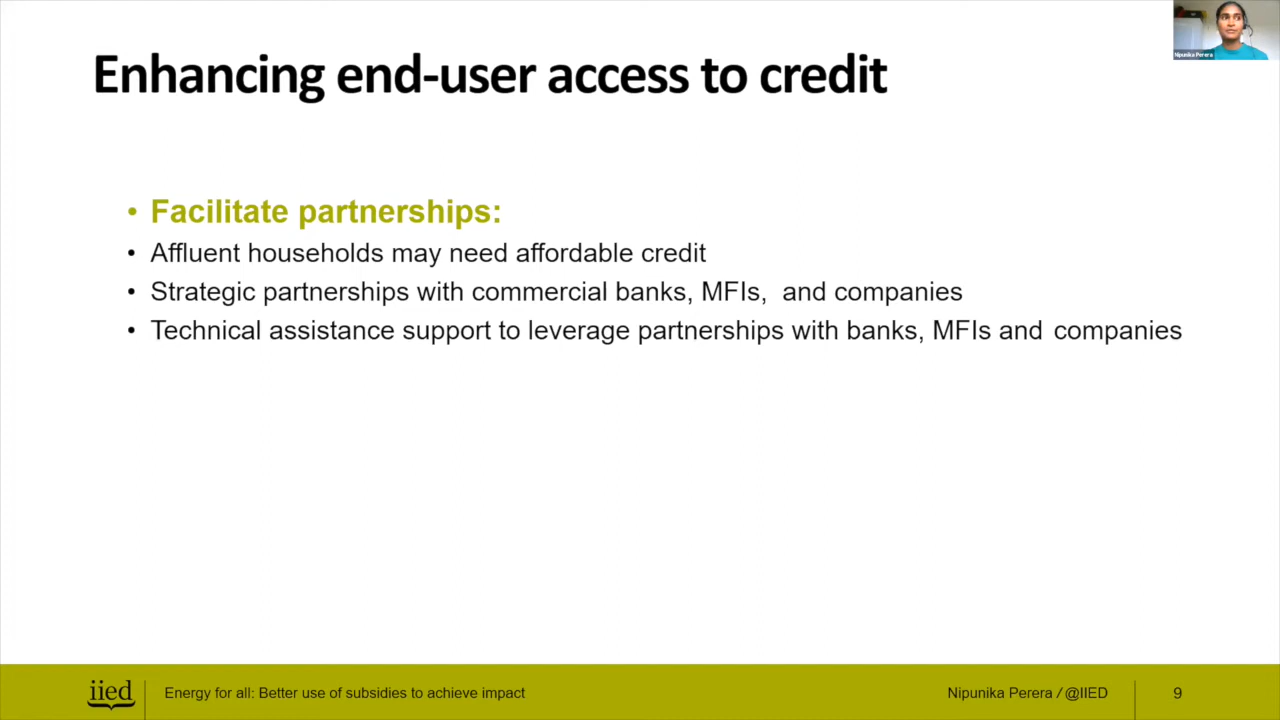 Nipunika Perera
Enhancing end-user access to credit
• Facilitate partnerships:
• Affluent households may need affordable credit
• Strategic partnerships with commercial banks, MFIs, and companies
• Technical assistance support to leverage partnerships with banks, MFIs and companies
iied
Energy for all: Better use of subsidies to achieve impact
Nipunika Perera / @IIED
9